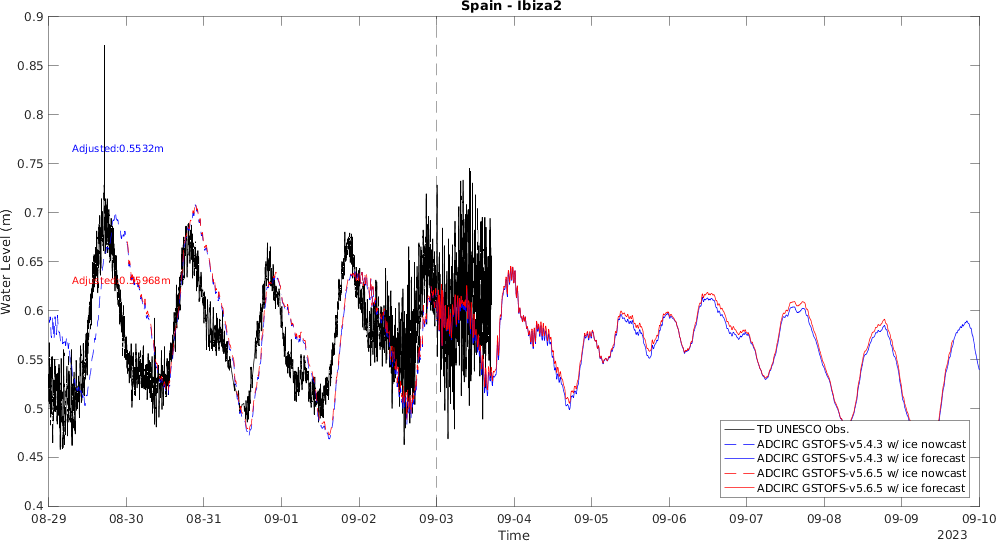 Spain - Ibiza2
0.9
0.85
0.8
0.75
0.7
0.65
0.6
0.55
0.5
0.45
0.4
Water Level (m)
Adjusted:0.5532m
Adjusted:0.55968m
TD UNESCO Obs.
ADCIRC GSTOFS-v5.4.3 w/ ice nowcast
ADCIRC GSTOFS-v5.4.3 w/ ice forecast
ADCIRC GSTOFS-v5.6.5 w/ ice nowcast
ADCIRC GSTOFS-v5.6.5 w/ ice forecast
08-29 08-30 08-31 09-01 09-02 09-03 09-04 09-05 09-06 09-07 09-08 09-09 09-10
Time
2023